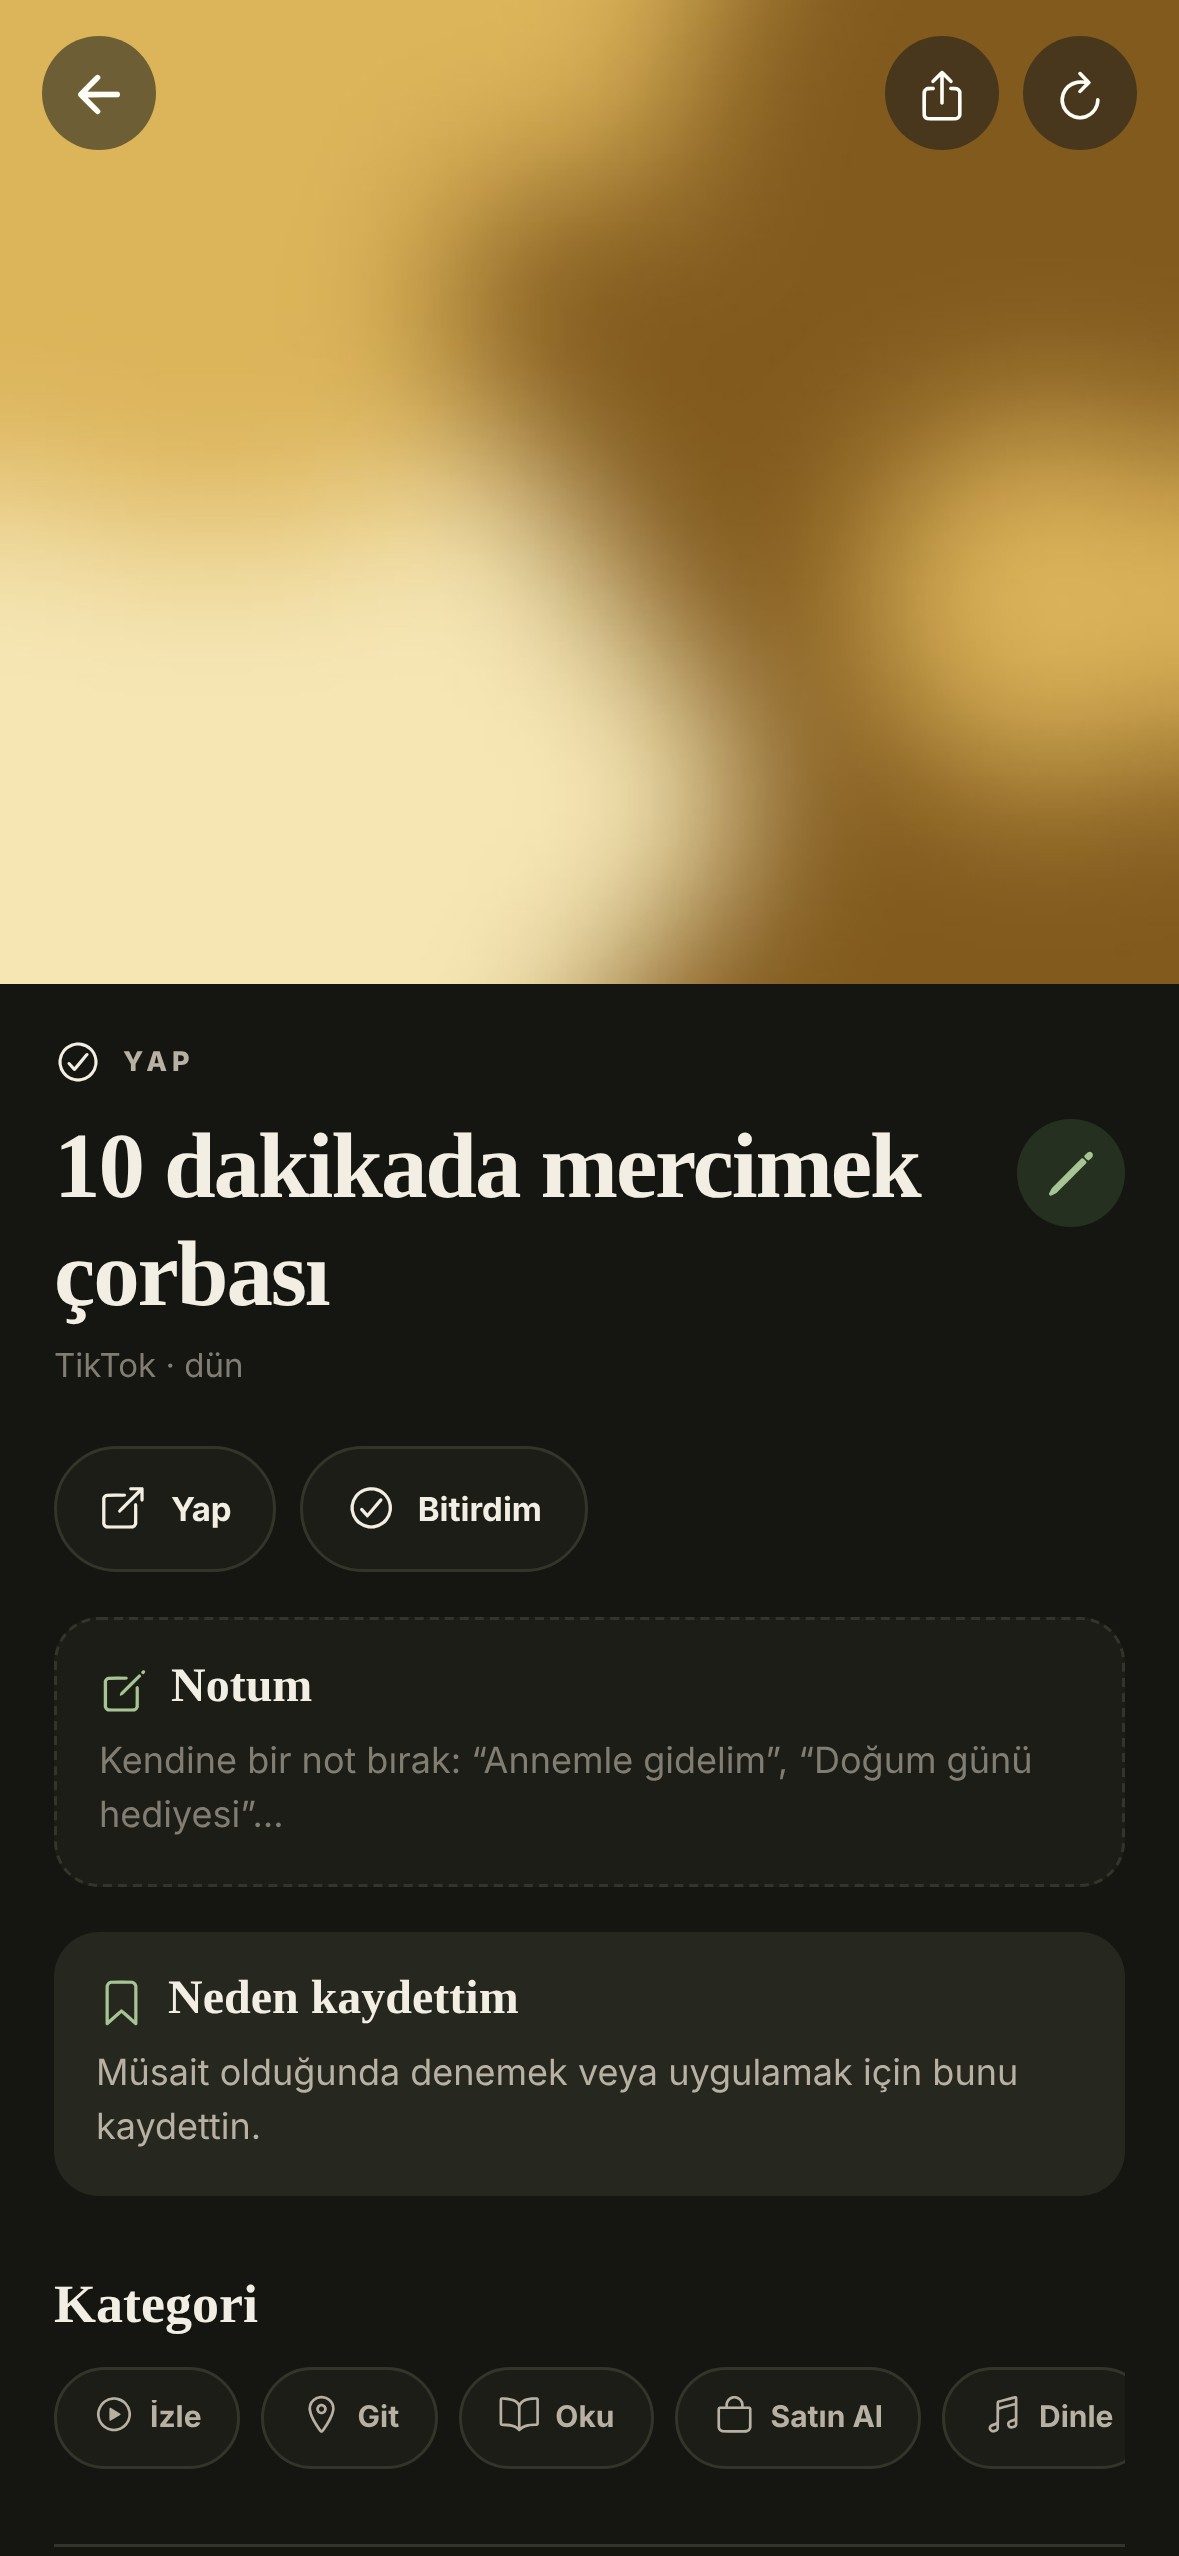 YAP
10 dakikada mercimek
çorbası
TikTok · dün
Yap
Bitirdim
Notum
Kendine bir not bırak: “Annemle gidelim”, “Doğum günü
hediyesi”...
Neden kaydettim
Müsait olduğunda denemek veya uygulamak için bunu
kaydettin.
Kategori
İzle
Git
Oku
Satın Al
Dinle